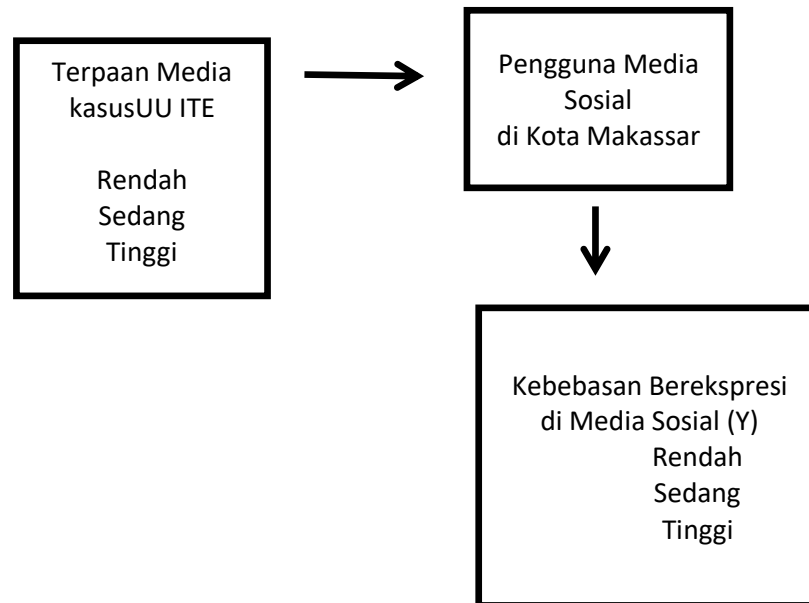 Terpaan Media
kasusUU ITE
Rendah
Sedang
Tinggi
Pengguna Media
Sosial
di Kota Makassar
Kebebasan Berekspresi
di Media Sosial (Y)
Rendah
Sedang
Tinggi